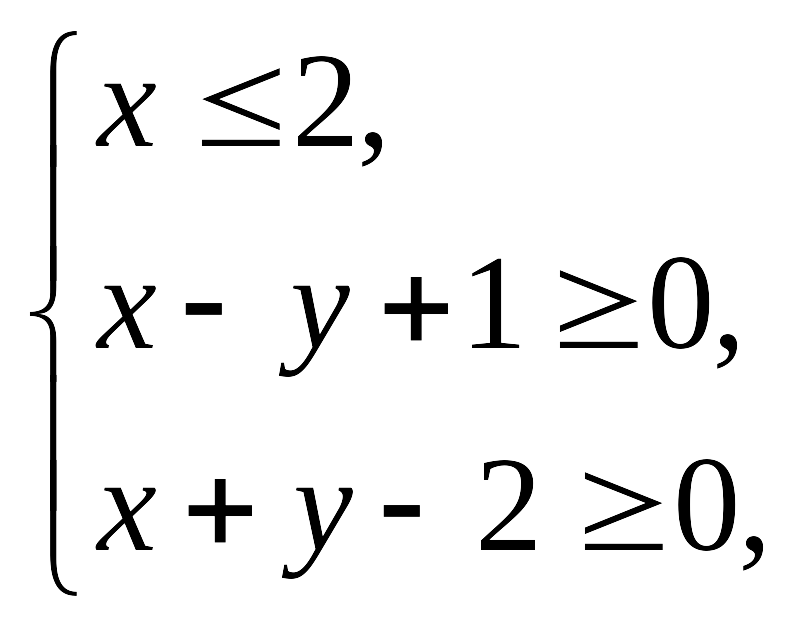 x ≤ 2,
x - y + 1 ≥ 0,
x + y - 2 ≥ 0,